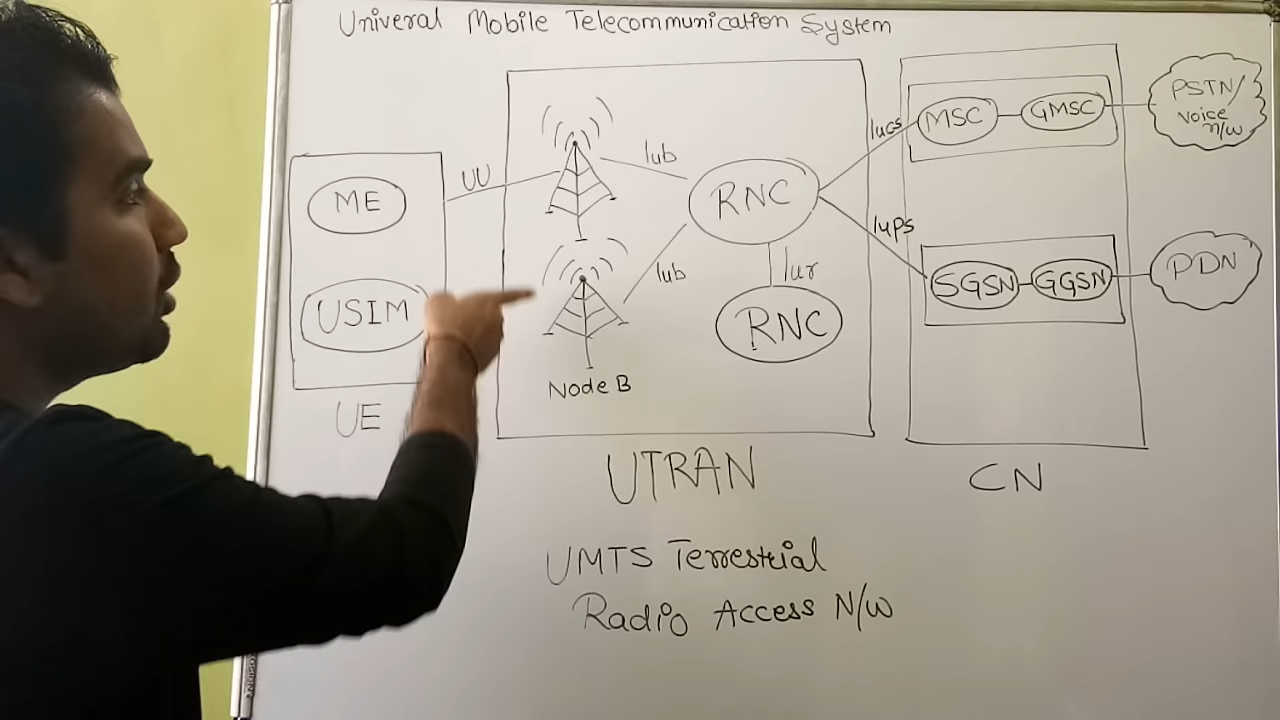 Univeral Mobile Telecommunication System
ME
USIM
UE
UU
Iub
Iub
Node B
RNC
Iur
RNC
UTRAN
UMTS Terrestrial
Radio Access N/W
Iucs
Iups
MSC
GMSC
SGSN
GGSN
CN
PSTN/
Voice
n/w
PDN